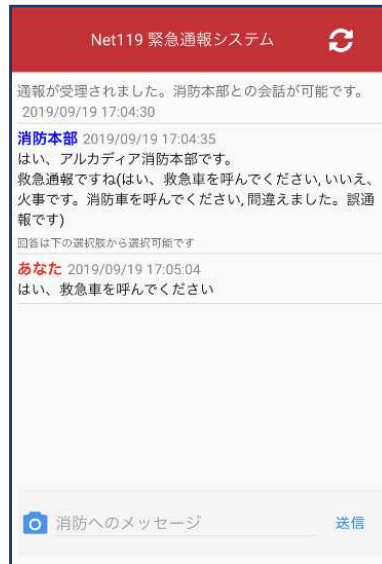 Net119 緊急通報システム
通報が受理されました。消防本部との会話が可能です。
2019/09/19 17:04:30
消防本部 2019/09/19 17:04:35
はい、アルカディア消防本部です。
救急通報ですね(はい、救急車を呼んでください, いいえ、
火事です。消防車を呼んでください, 間違えました。誤通
報です)
回答は下の選択肢から選択可能です
あなた 2019/09/19 17:05:04
はい、救急車を呼んでください
消防へのメッセージ
送信